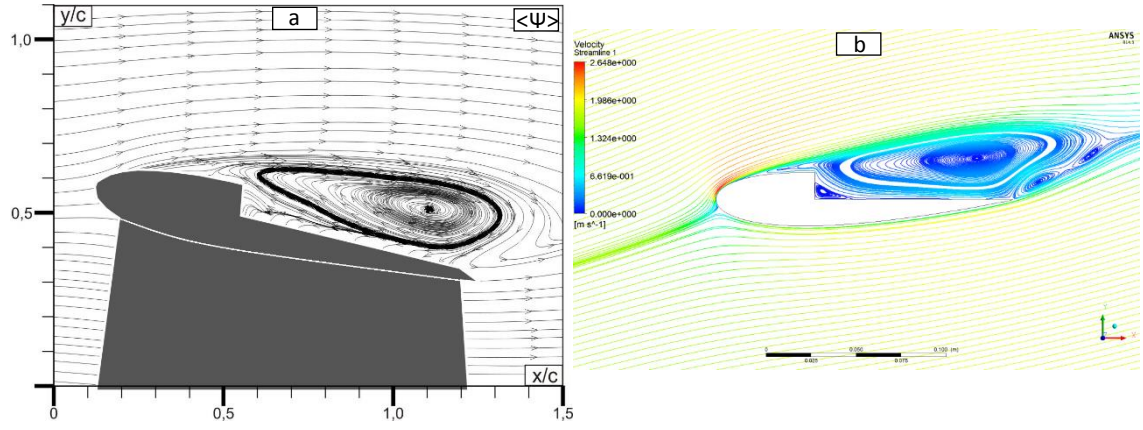 y/c
a
<Ψ>
1,0
0,5
x/c
0
0,5
1,0
1,5
b
ANSYS
Velocity
Streamline 1
2.648e+000
1.986e+000
1.324e+000
6.619e-001
0.000e+000
[m s^-1]
0
0.050
0.100 (m)
0.025
0.075
Y